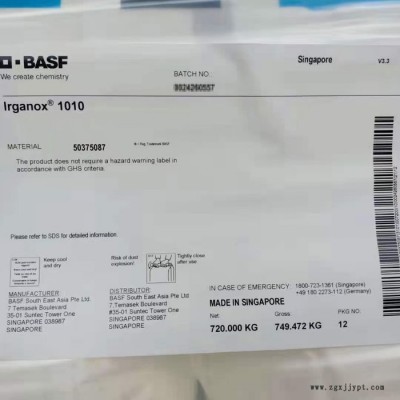 BASF
We create chemistry
Singapore
V3.3
BATCH NO.
0024260557
Irganox® 1010
MATERIAL 50375087
The product does not require a hazard warning label in
accordance with GHS criteria.
Please refer to SDS for detailed information.
Keep cool
and dry
Risk of dust
explosion!
Tightly close
after use.
MANUFACTURER:
BASF South East Asia Pte Ltd
7 Temasek Boulevard
35-01 Suntec Tower One
SINGAPORE 038987
SINGAPORE
DISTRIBUTOR:
BASF South East Asia Pte Ltd.
7,Temasek Boulevard
#35-01 Suntec Tower One
SINGAPORE 038987
SINGAPORE
IN CASE OF EMERGENCY 1800-723-1361 (Singapore)
+49 180-2273-112 (Germany)
MADE IN SINGAPORE
Net Gross PKG NO.
720.000 KG 749.472 KG 12
www.zgxjjypt.com